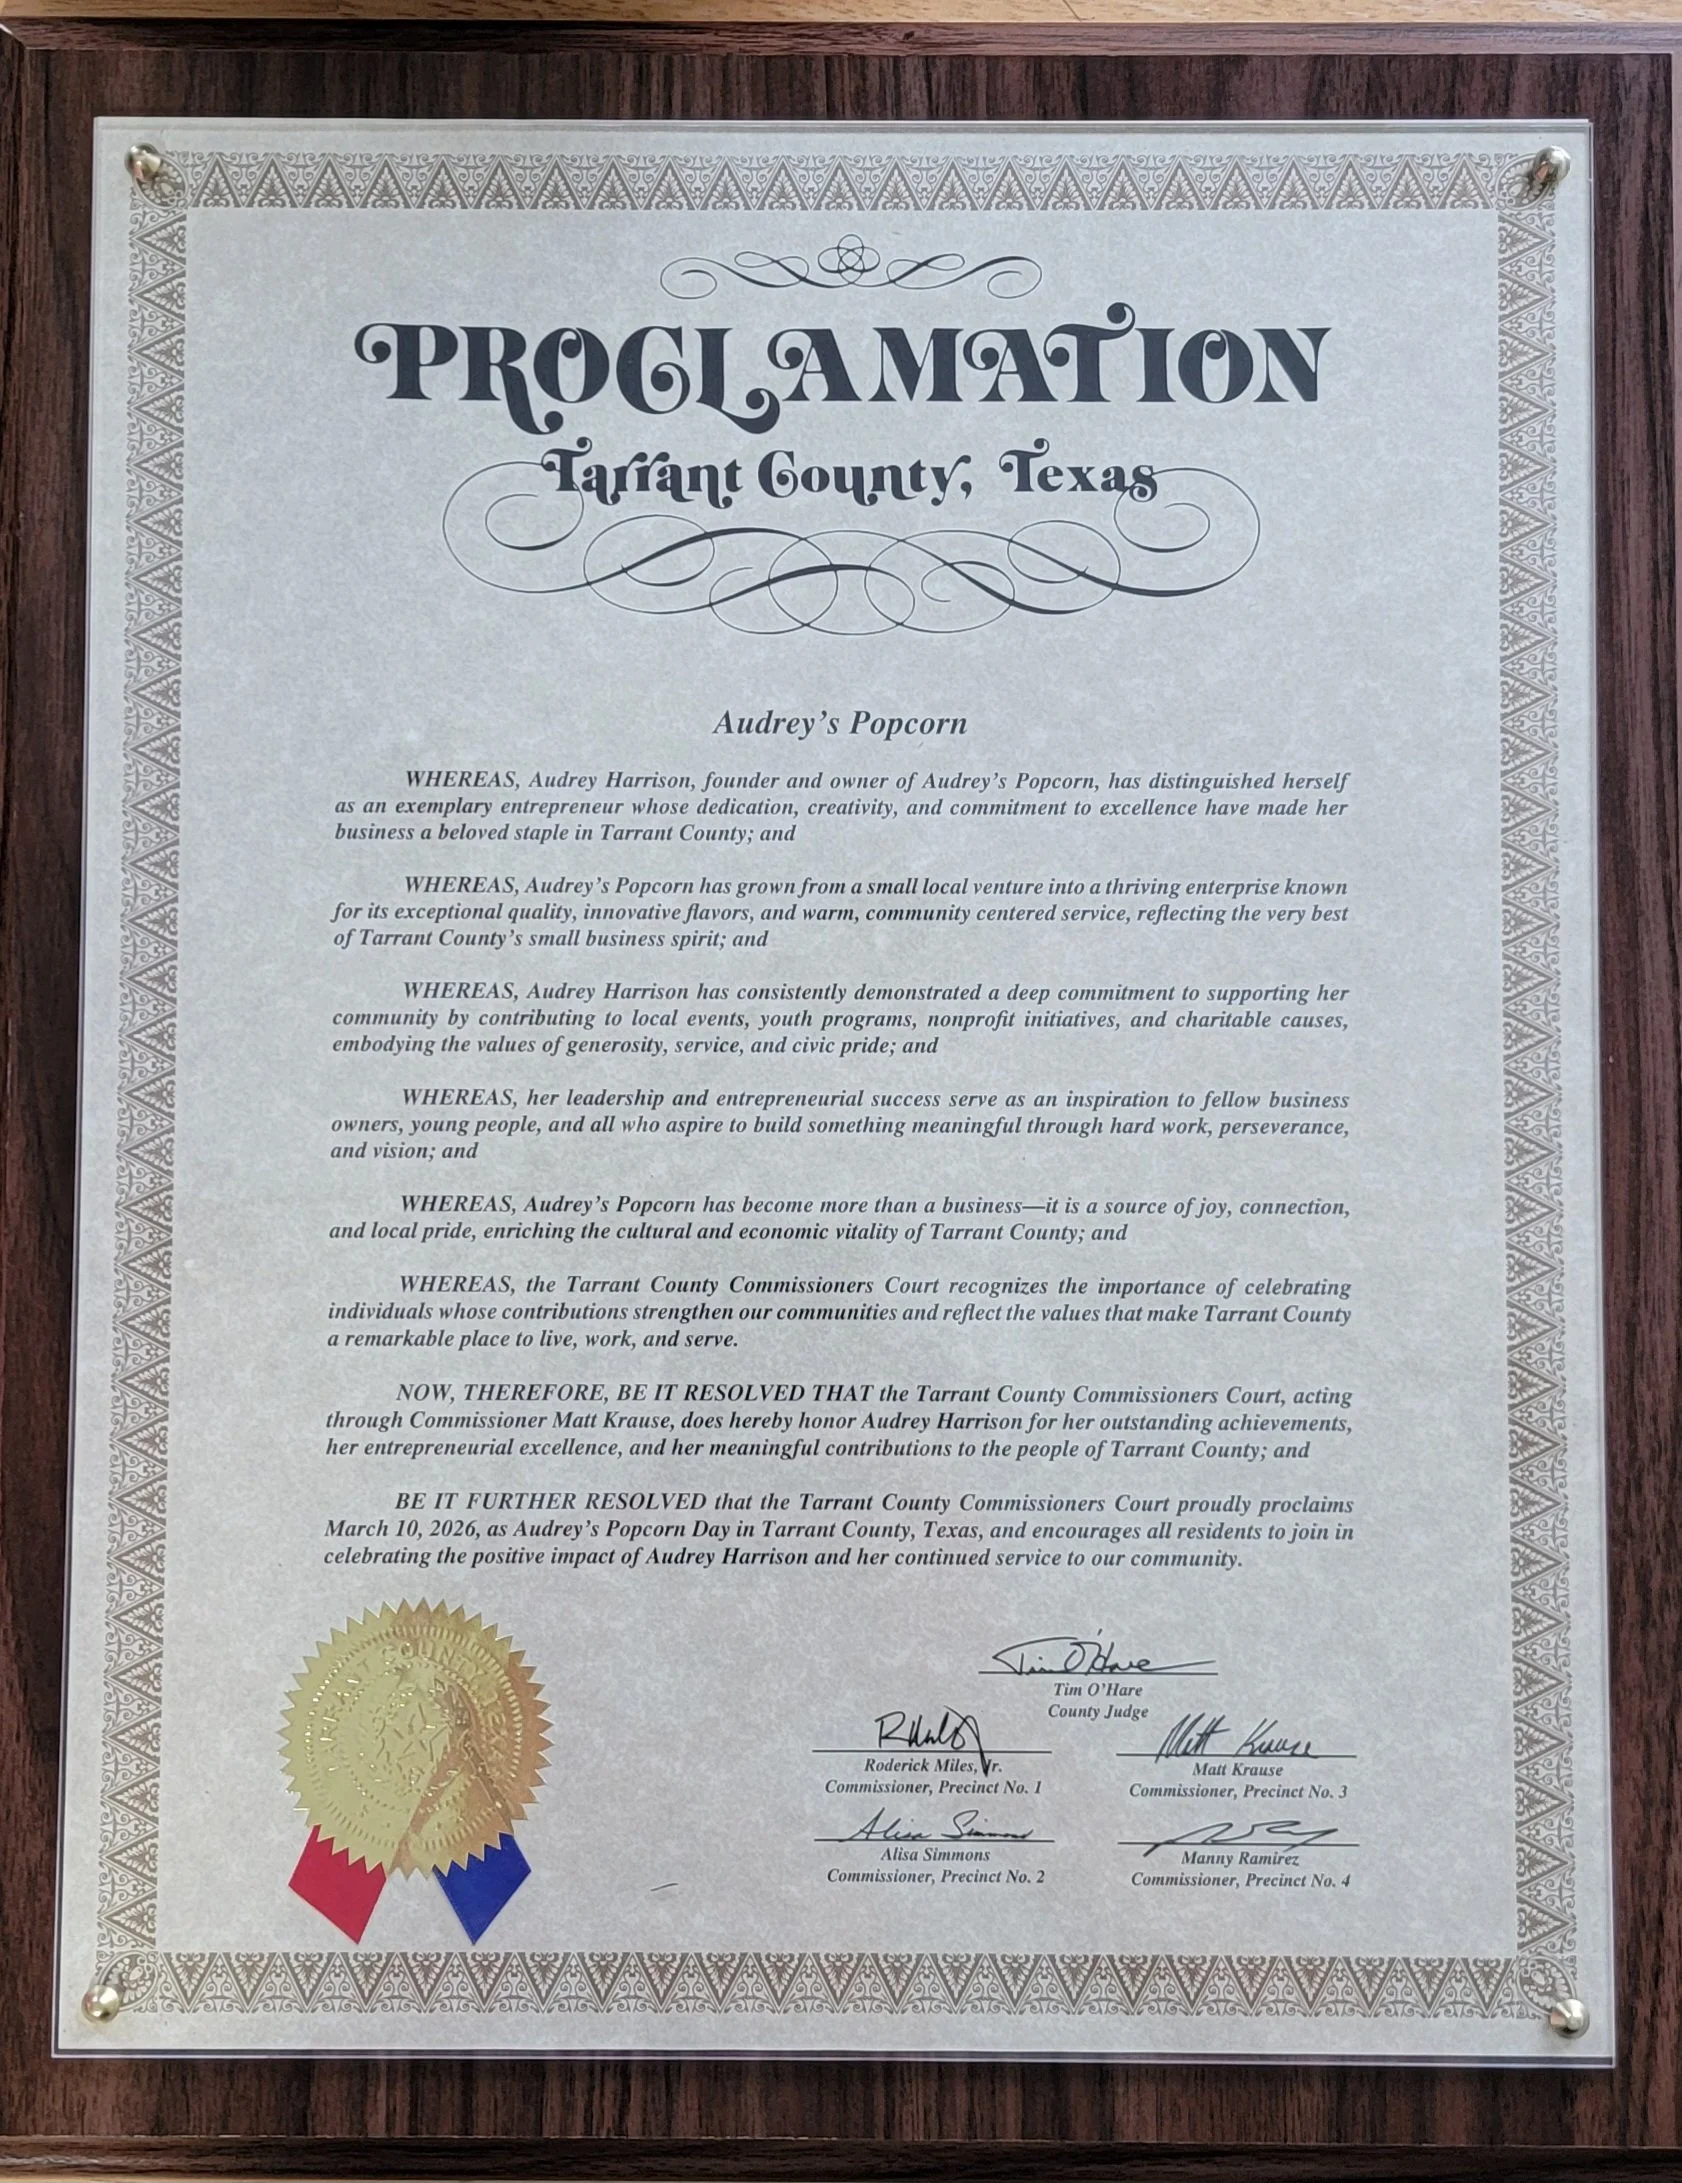 PROCLAMATION
Tarrant County, Texas
Audrey's Popcorn
WHEREAS, Audrey Harrison, founder and owner of Audrey's Popcorn, has distinguished herself
as an exemplary entrepreneur whose dedication, creativity, and commitment to excellence have made her
business a beloved staple in Tarrant County; and
WHEREAS, Audrey's Popcorn has grown from a small local venture into a thriving enterprise known
for its exceptional quality, innovative flavors, and warm, community centered service, reflecting the very best
of Tarrant County's small business spirit; and
WHEREAS, Audrey Harrison has consistently demonstrated a deep commitment to supporting her
community by contributing to local events, youth programs, nonprofit initiatives, and charitable causes,
embodying the values of generosity, service, and civic pride; and
WHEREAS, her leadership and entrepreneurial success serve as an inspiration to fellow business
owners, young people, and all who aspire to build something meaningful through hard work, perseverance,
and vision; and
WHEREAS, Audrey's Popcorn has become more than a business—it is a source of joy, connection,
and local pride, enriching the cultural and economic vitality of Tarrant County; and
WHEREAS, the Tarrant County Commissioners Court recognizes the importance of celebrating
individuals whose contributions strengthen our communities and reflect the values that make Tarrant County
a remarkable place to live, work, and serve.
NOW, THEREFORE, BE IT RESOLVED THAT the Tarrant County Commissioners Court, acting
through Commissioner Matt Krause, does hereby honor Audrey Harrison for her outstanding achievements,
her entrepreneurial excellence, and her meaningful contributions to the people of Tarrant County; and
BE IT FURTHER RESOLVED that the Tarrant County Commissioners Court proudly proclaims
March 10, 2026, as Audrey's Popcorn Day in Tarrant County, Texas, and encourages all residents to join in
celebrating the positive impact of Audrey Harrison and her continued service to our community.
TARRANT COUNTY TEXAS
Tim O'Hare
Tim O'Hare
County Judge
Roderick Miles, Jr.
Commissioner, Precinct No. 1
Matt Krause
Matt Krause
Commissioner, Precinct No. 3
Alisa Simmons
Alisa Simmons
Commissioner, Precinct No. 2
Manny Ramirez
Commissioner, Precinct No. 4